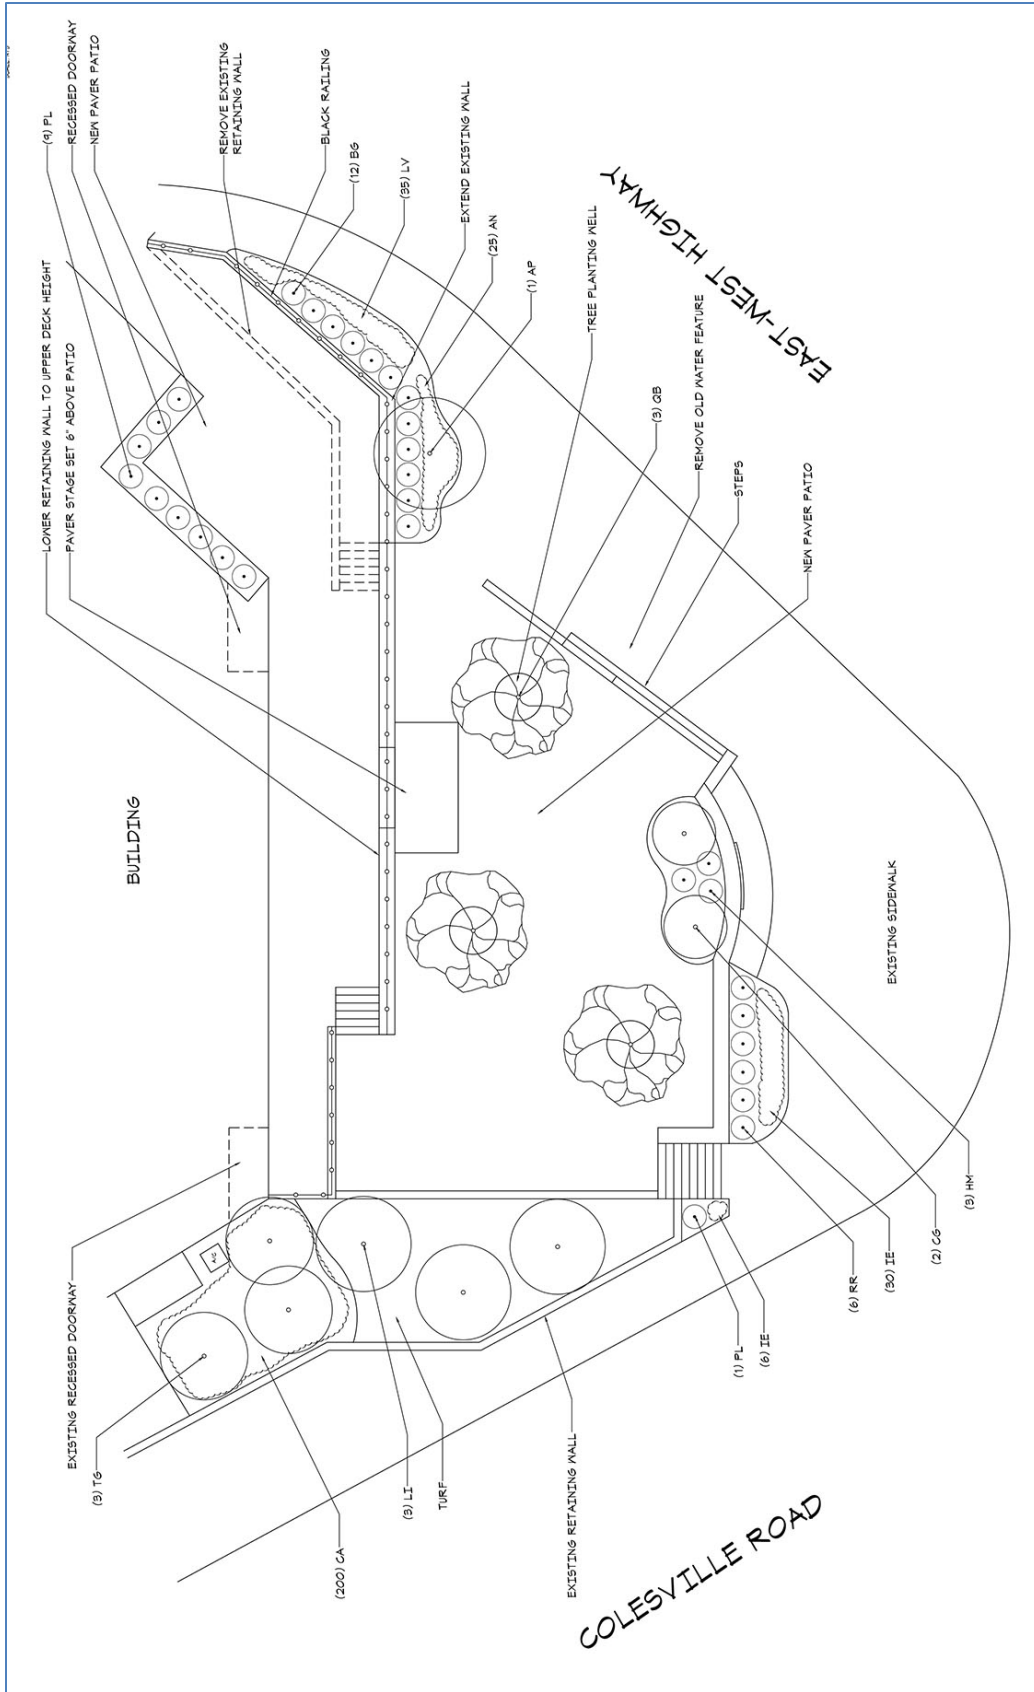 (9) PL
RECESSED DOORWAY
NEW PAVER PATIO
LOWER RETAINING WALL TO UPPER DECK HEIGHT
PAVER STAGE SET 6" ABOVE PATIO
REMOVE EXISTING
RETAINING WALL
BLACK RAILING
(12) BG
(35) LV
EXTEND EXISTING WALL
(25) AN
(1) AP
TREE PLANTING WELL
(3) QB
REMOVE OLD WATER FEATURE
STEPS
NEW PAVER PATIO
EAST-WEST HIGHWAY
BUILDING
EXISTING SIDEWALK
EXISTING RECESSED DOORWAY
(3) TG
A/C
(200) CA
(3) LI
TURF
EXISTING RETAINING WALL
(1) PL
(6) IE
(6) RR
(30) IE
(2) CG
(3) HM
COLESVILLE ROAD